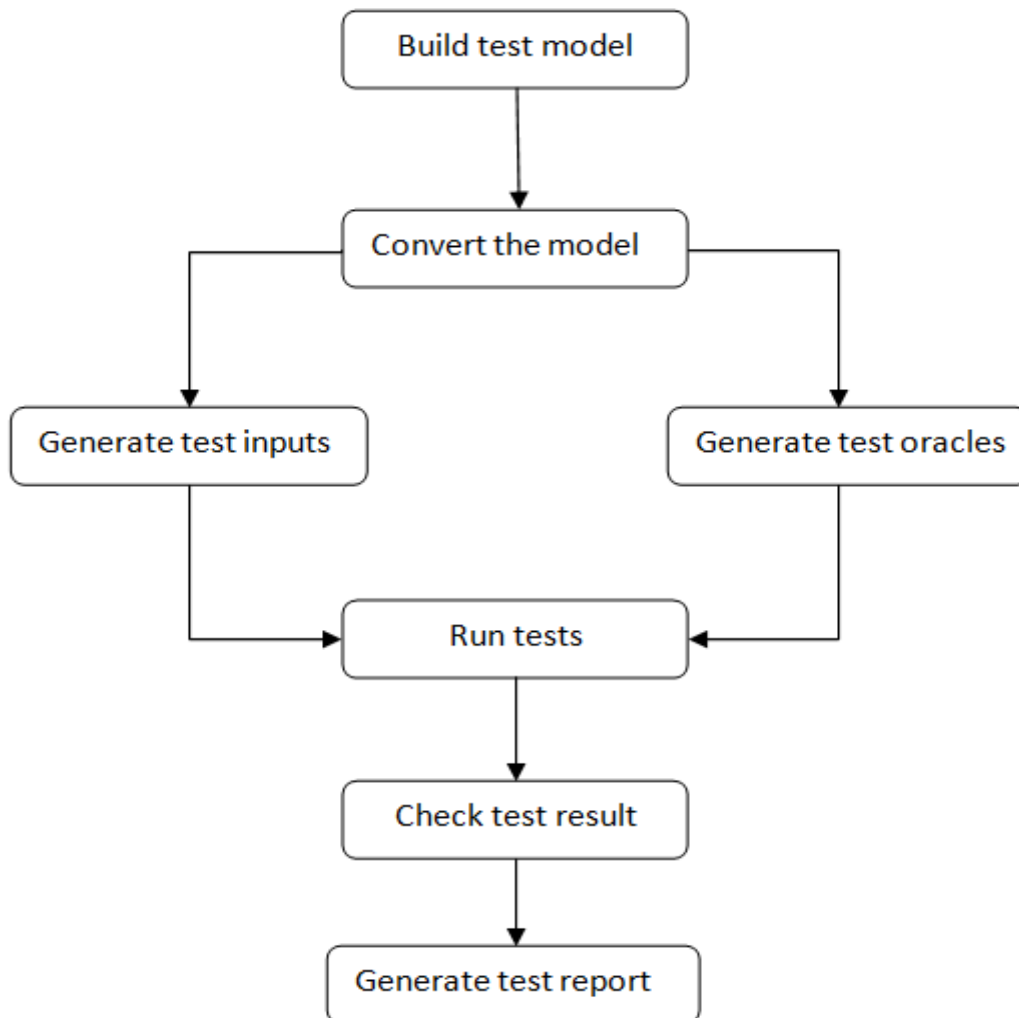 Build test model
Convert the model
Generate test inputs
Generate test oracles
Run tests
Check test result
Generate test report